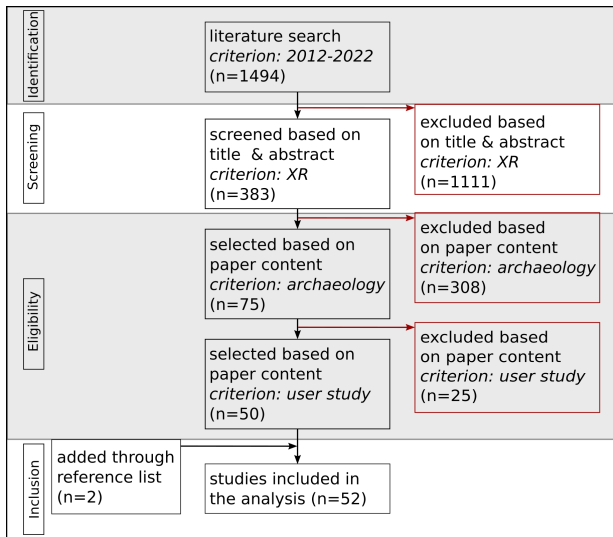 Identification
literature search
criterion: 2012-2022
(n=1494)
Screening
screened based on
title & abstract
criterion: XR
(n=383)
excluded based
on title & abstract
criterion: XR
(n=1111)
Eligibility
selected based on
paper content
criterion: archaeology
(n=75)
excluded based
on paper content
criterion: archaeology
(n=308)
selected based on
paper content
criterion: user study
(n=50)
excluded based
on paper content
criterion: user study
(n=25)
Inclusion
added through
reference list
(n=2)
studies included in
the analysis (n=52)